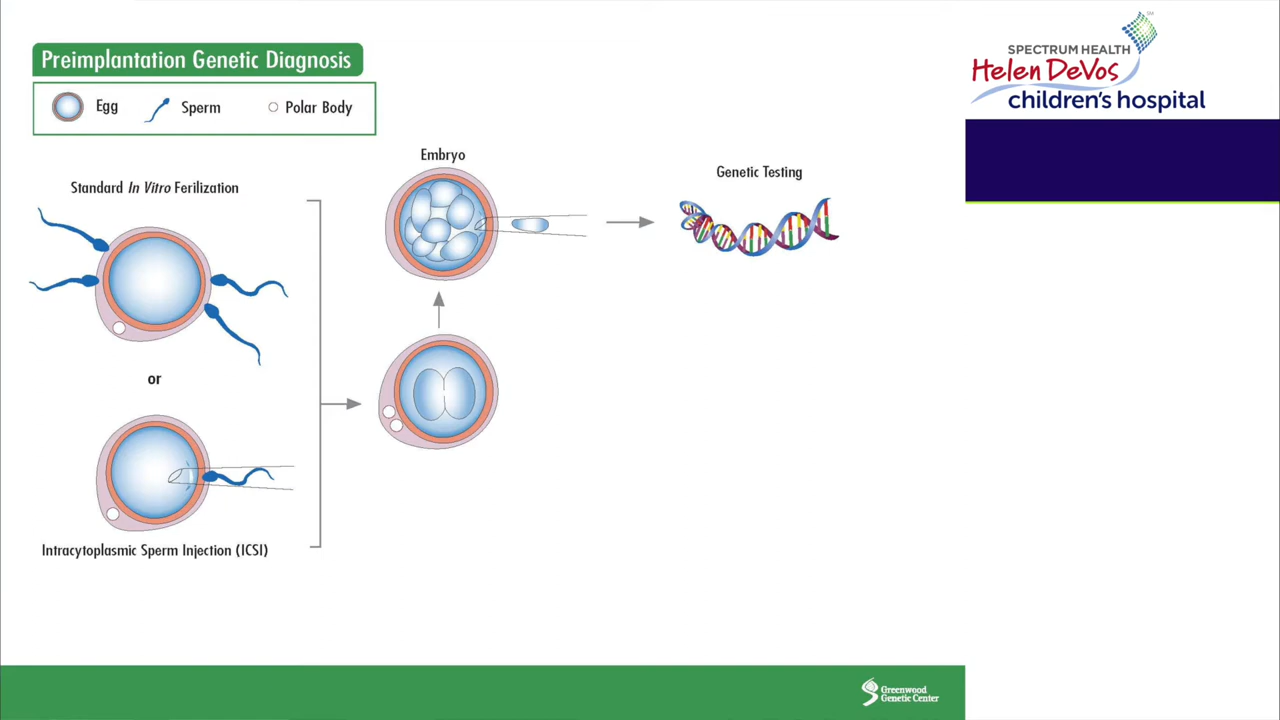 Preimplantation Genetic Diagnosis
Egg
Sperm
Polar Body
Standard In Vitro Ferilization
or
Intracytoplasmic Sperm Injection (ICSI)
Embryo
Genetic Testing
SPECTRUM HEALTH
SM
Helen DeVos
children's hospital
Greenwood
Genetic Center